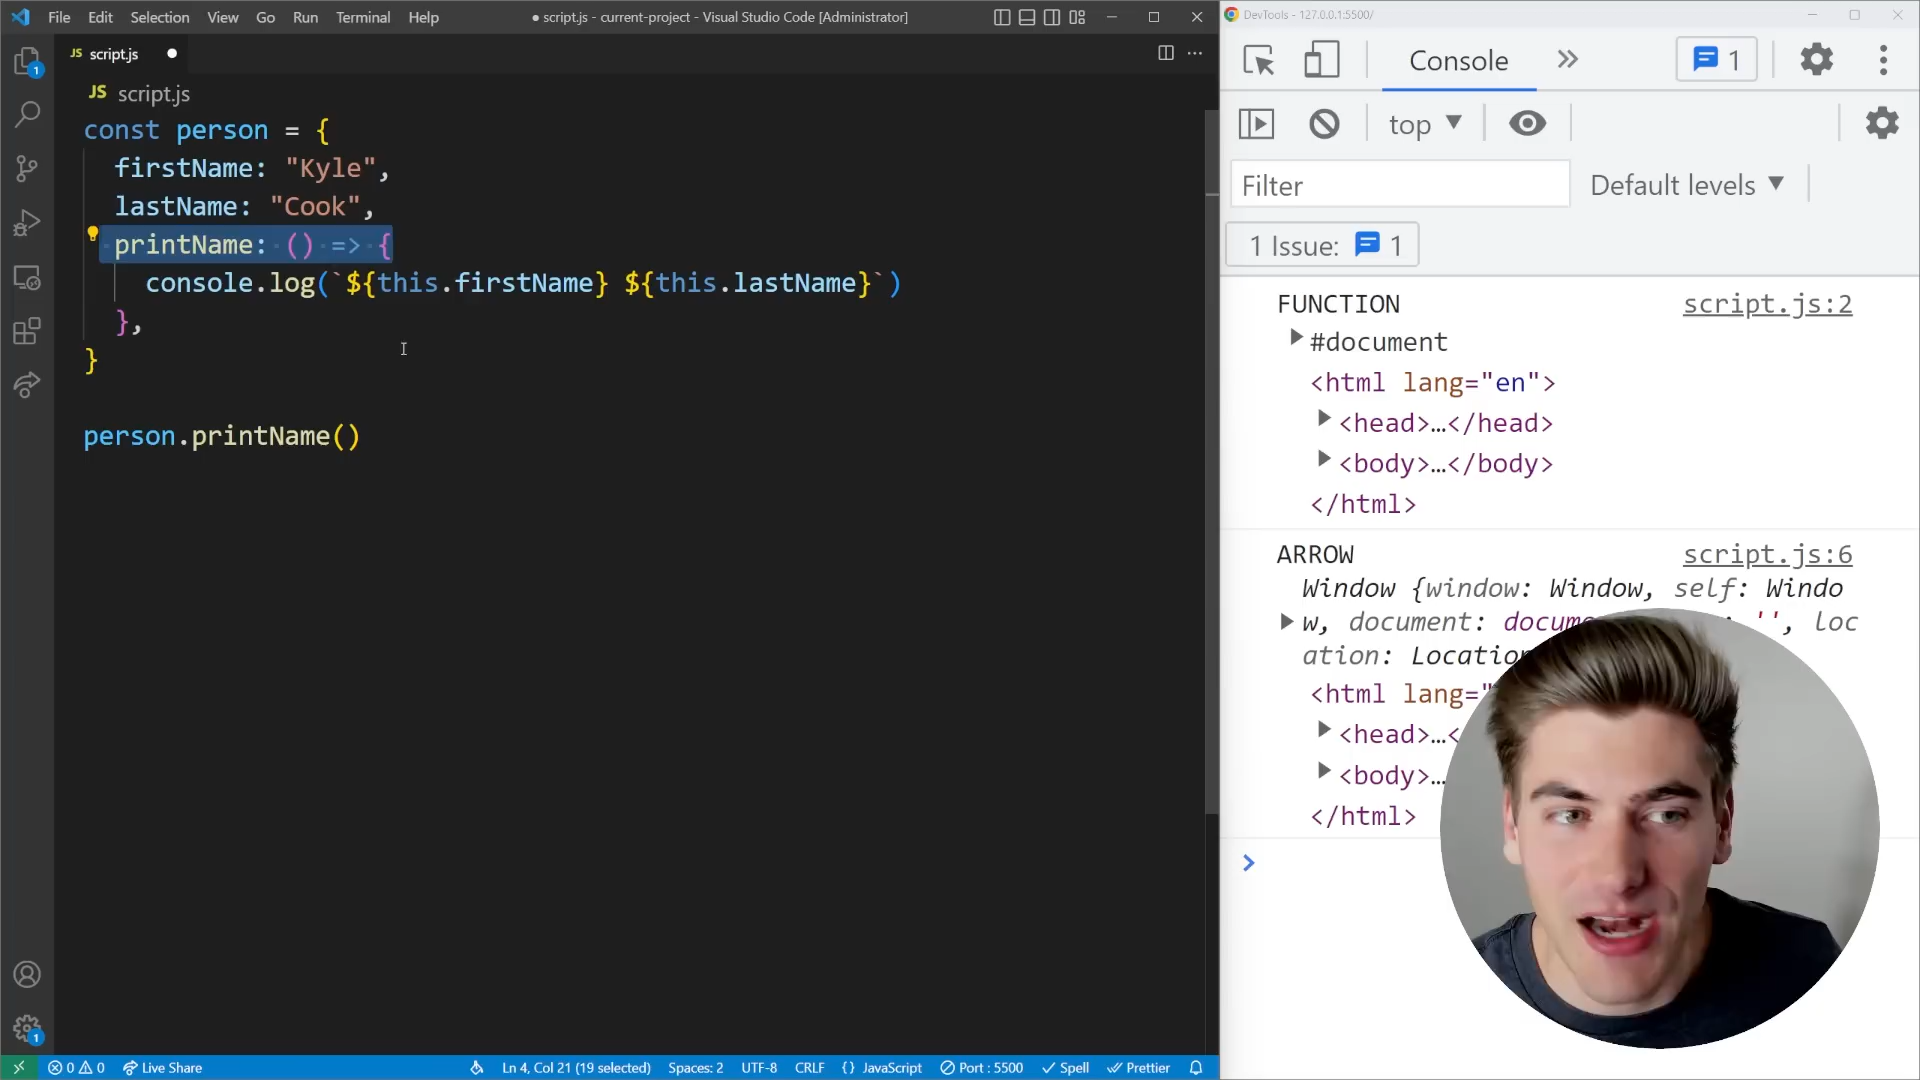 File Edit Selection View Go Run Terminal Help
● script.js - current-project - Visual Studio Code [Administrator]
JS script.js ●
JS script.js
const person = {
firstName: "Kyle",
lastName: "Cook",
printName: () => {
console.log(`${this.firstName} ${this.lastName}`)
},
}
person.printName()
1
1
0 0 Live Share
Ln 4, Col 21 (19 selected) Spaces: 2 UTF-8 CRLF {} JavaScript Port : 5500 Spell Prettier
DevTools - 127.0.0.1:5500/
Console 1
top
Filter Default levels
1 Issue: 1
FUNCTION script.js:2
#document
<html lang="en">
<head>…</head>
<body>…</body>
</html>
ARROW script.js:6
Window {window: Window, self: Windo
w, document: docum : '', loc
ation: Location
<html lang="
<head>…<
<body>…
</html>